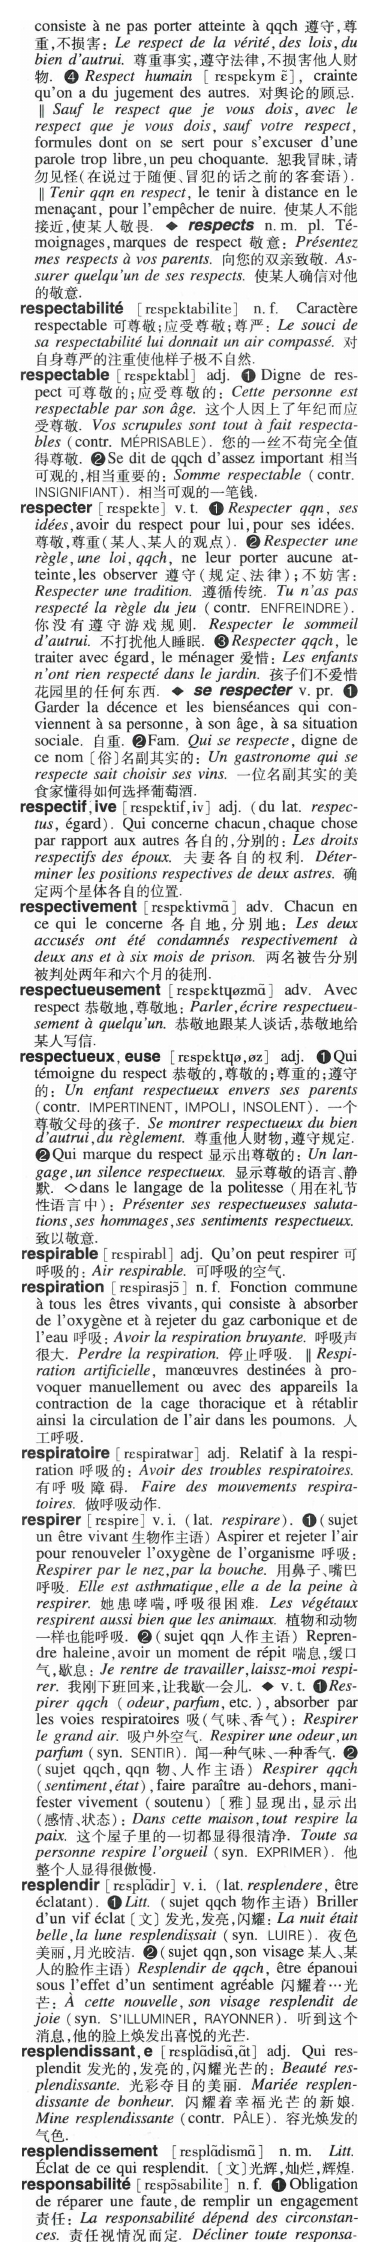 consiste à ne pas porter atteinte à qqch 遵守,尊
重,不损害: Le respect de la vérité, des lois, du
bien d'autrui. 尊重事实,遵守法律,不损害他人财
物. ❹ Respect humain [rɛspɛkymɛ̃], crainte
qu'on a du jugement des autres. 对舆论的顾忌.
‖ Sauf le respect que je vous dois, avec le
respect que je vous dois, sauf votre respect,
formules dont on se sert pour s'excuser d'une
parole trop libre, un peu choquante. 恕我冒昧,请
勿见怪(在说过于随便、冒犯的话之前的客套语).
‖ Tenir qqn en respect, le tenir à distance en le
menaçant, pour l'empêcher de nuire. 使某人不能
接近,使某人敬畏. ◆ respects n. m. pl. Té-
moignages, marques de respect 敬意: Présentez
mes respects à vos parents. 向您的双亲致敬. As-
surer quelqu'un de ses respects. 使某人确信对他
的敬意.
respectabilité [rɛspɛktabilite] n. f. Caractère
respectable 可尊敬;应受尊敬;尊严: Le souci de
sa respectabilité lui donnait un air compassé. 对
自身尊严的注重使他样子极不自然.
respectable [rɛspɛktabl] adj. ❶ Digne de res-
pect 可尊敬的;应受尊敬的: Cette personne est
respectable par son âge. 这个人因上了年纪而应
受尊敬. Vos scrupules sont tout à fait respecta-
bles (contr. MÉPRISABLE). 您的一丝不苟完全值
得尊敬. ❷ Se dit de qqch d'assez important 相当
可观的,相当重要的: Somme respectable (contr.
INSIGNIFIANT). 相当可观的一笔钱.
respecter [rɛspɛkte] v. t. ❶ Respecter qqn, ses
idées, avoir du respect pour lui, pour ses idées.
尊敬,尊重(某人、某人的观点). ❷ Respecter une
règle, une loi, qqch, ne leur porter aucune at-
teinte, les observer 遵守(规定、法律);不妨害:
Respecter une tradition. 遵循传统. Tu n'as pas
respecté la règle du jeu (contr. ENFREINDRE).
你没有遵守游戏规则. Respecter le sommeil
d'autrui. 不打扰他人睡眠. ❸ Respecter qqch, le
traiter avec égard, le ménager 爱惜: Les enfants
n'ont rien respecté dans le jardin. 孩子们不爱惜
花园里的任何东西. ◆ se respecter v. pr. ❶
Garder la décence et les bienséances qui con-
viennent à sa personne, à son âge, à sa situation
sociale. 自重. ❷ Fam. Qui se respecte, digne de
ce nom [俗]名副其实的: Un gastronome qui se
respecte sait choisir ses vins. 一位名副其实的美
食家懂得如何选择葡萄酒.
respectif, ive [rɛspɛktif, iv] adj. (du lat. respec-
tus, égard). Qui concerne chacun, chaque chose
par rapport aux autres 各自的,分别的: Les droits
respectifs des époux. 夫妻各自的权利. Déter-
miner les positions respectives de deux astres. 确
定两个星体各自的位置.
respectivement [rɛspɛktivmɑ̃] adv. Chacun en
ce qui le concerne 各自地,分别地: Les deux
accusés ont été condamnés respectivement à
deux ans et à six mois de prison. 两名被告分别
被判处两年和六个月的徒刑.
respectueusement [rɛspɛktɥøzmɑ̃] adv. Avec
respect 恭敬地,尊敬地: Parler, écrire respectueu-
sement à quelqu'un. 恭敬地跟某人谈话,恭敬地给
某人写信.
respectueux, euse [rɛspɛktɥø, øz] adj. ❶ Qui
témoigne du respect 恭敬的,尊敬的;尊重的;遵守
的: Un enfant respectueux envers ses parents
(contr. IMPERTINENT, IMPOLI, INSOLENT). 一个
尊敬父母的孩子. Se montrer respectueux du bien
d'autrui, du règlement. 尊重他人财物,遵守规定.
❷ Qui marque du respect 显示出尊敬的: Un lan-
gage, un silence respectueux. 显示尊敬的语言、静
默. ◇ dans le langage de la politesse (用在礼节
性语言中): Présenter ses respectueuses saluta-
tions, ses hommages, ses sentiments respectueux.
致以敬意.
respirable [rɛspirabl] adj. Qu'on peut respirer 可
呼吸的: Air respirable. 可呼吸的空气.
respiration [rɛspirasjɔ̃] n. f. Fonction commune
à tous les êtres vivants, qui consiste à absorber
de l'oxygène et à rejeter du gaz carbonique et de
l'eau 呼吸: Avoir la respiration bruyante. 呼吸声
很大. Perdre la respiration. 停止呼吸. ‖ Respi-
ration artificielle, manœuvres destinées à pro-
voquer manuellement ou avec des appareils la
contraction de la cage thoracique et à rétablir
ainsi la circulation de l'air dans les poumons. 人
工呼吸.
respiratoire [rɛspiratwar] adj. Relatif à la respi-
ration 呼吸的: Avoir des troubles respiratoires.
有呼吸障碍. Faire des mouvements respira-
toires. 做呼吸动作.
respirer [rɛspire] v. i. (lat. respirare). ❶ (sujet
un être vivant 生物作主语) Aspirer et rejeter l'air
pour renouveler l'oxygène de l'organisme 呼吸:
Respirer par le nez, par la bouche. 用鼻子、嘴巴
呼吸. Elle est asthmatique, elle a de la peine à
respirer. 她患哮喘,呼吸很困难. Les végétaux
respirent aussi bien que les animaux. 植物和动物
一样也能呼吸. ❷ (sujet qqn 人作主语) Repren-
dre haleine, avoir un moment de répit 喘息,缓口
气,歇息: Je rentre de travailler, laissz-moi respi-
rer. 我刚下班回来,让我歇一会儿. ◆ v. t. ❶ Res-
pirer qqch (odeur, parfum, etc.), absorber par
les voies respiratoires 吸(气味、香气): Respirer
le grand air. 吸户外空气. Respirer une odeur, un
parfum (syn. SENTIR). 闻一种气味、一种香气. ❷
(sujet qqch, qqn 物、人作主语) Respirer qqch
(sentiment, état), faire paraître au-dehors, mani-
fester vivement (soutenu) [雅]显现出,显示出
(感情、状态): Dans cette maison, tout respire la
paix. 这个屋子里的一切都显得很清净. Toute sa
personne respire l'orgueil (syn. EXPRIMER). 他
整个人显得很傲慢.
resplendir [rɛsplɑ̃dir] v. i. (lat. resplendere, être
éclatant). ❶ Litt. (sujet qqch 物作主语) Briller
d'un vif éclat [文] 发光,发亮,闪耀: La nuit était
belle, la lune resplendissait (syn. LUIRE). 夜色
美丽,月光皎洁. ❷ (sujet qqn, son visage 某人、某
人的脸作主语) Resplendir de qqch, être épanoui
sous l'effet d'un sentiment agréable 闪耀着…光
芒: À cette nouvelle, son visage resplendit de
joie (syn. S'ILLUMINER, RAYONNER). 听到这个
消息,他的脸上焕发出喜悦的光芒.
resplendissant, e [rɛsplɑ̃disɑ̃, ɑ̃t] adj. Qui res-
plendit 发光的,发亮的,闪耀光芒的: Beauté res-
plendissante. 光彩夺目的美丽. Mariée resplen-
dissante de bonheur. 闪耀着幸福光芒的新娘.
Mine resplendissante (contr. PÂLE). 容光焕发的
气色.
resplendissement [rɛsplɑ̃dismɑ̃] n. m. Litt.
Éclat de ce qui resplendit. [文]光辉,灿烂,辉煌.
responsabilité [rɛspɔ̃sabilite] n. f. ❶ Obligation
de réparer une faute, de remplir un engagement
责任: La responsabilité dépend des circonstan-
ces. 责任视情况而定. Décliner toute responsa-